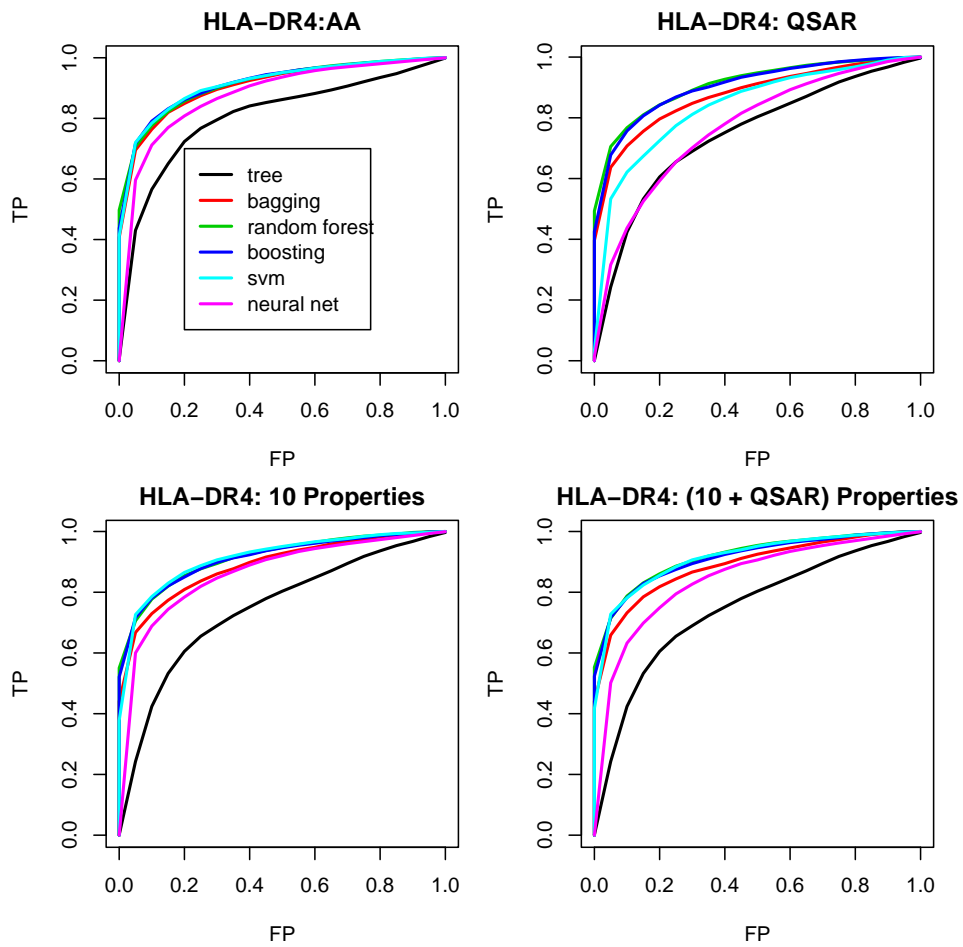 HLA−DR4:AA
TP
1.0
0.8
0.6
0.4
0.2
0.0
tree
bagging
random forest
boosting
svm
neural net
0.0 0.2 0.4 0.6 0.8 1.0
FP
HLA−DR4: QSAR
TP
1.0
0.8
0.6
0.4
0.2
0.0
0.0 0.2 0.4 0.6 0.8 1.0
FP
HLA−DR4: 10 Properties
TP
1.0
0.8
0.6
0.4
0.2
0.0
0.0 0.2 0.4 0.6 0.8 1.0
FP
HLA−DR4: (10 + QSAR) Properties
TP
1.0
0.8
0.6
0.4
0.2
0.0
0.0 0.2 0.4 0.6 0.8 1.0
FP